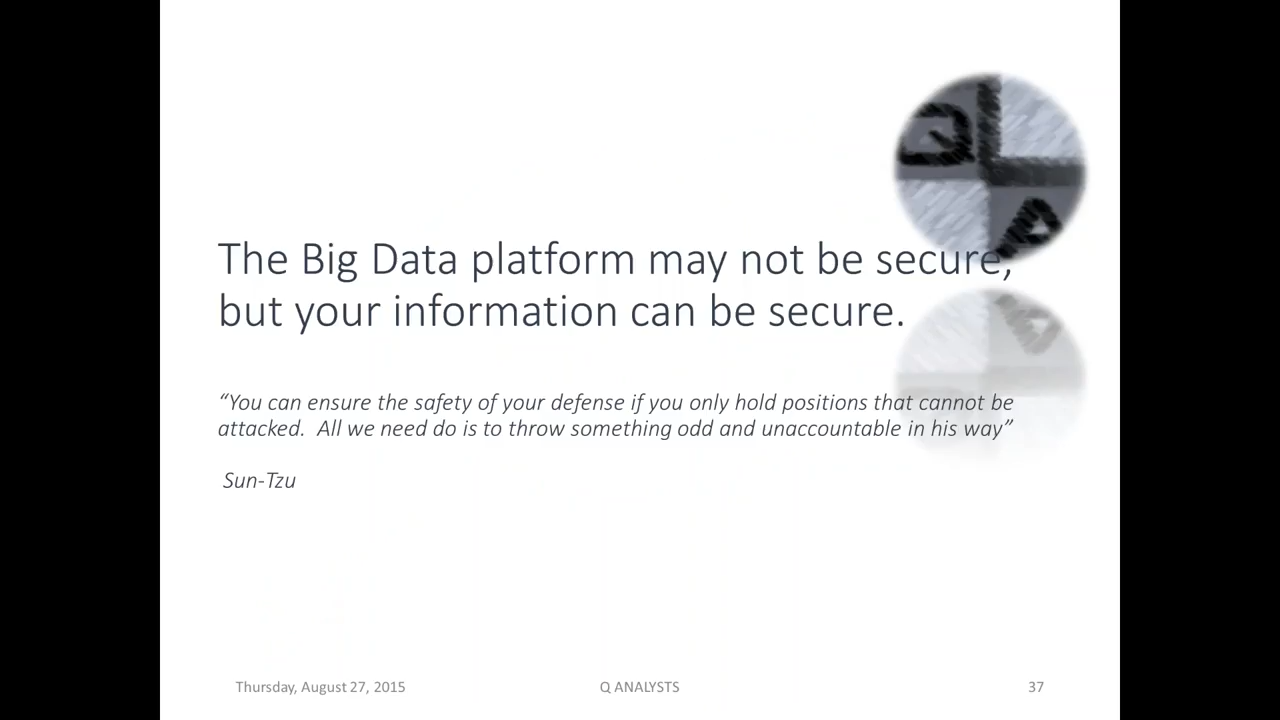 Q
A
The Big Data platform may not be secure,
but your information can be secure.
“You can ensure the safety of your defense if you only hold positions that cannot be
attacked.  All we need do is to throw something odd and unaccountable in his way”
Sun-Tzu
Thursday, August 27, 2015 Q ANALYSTS 37